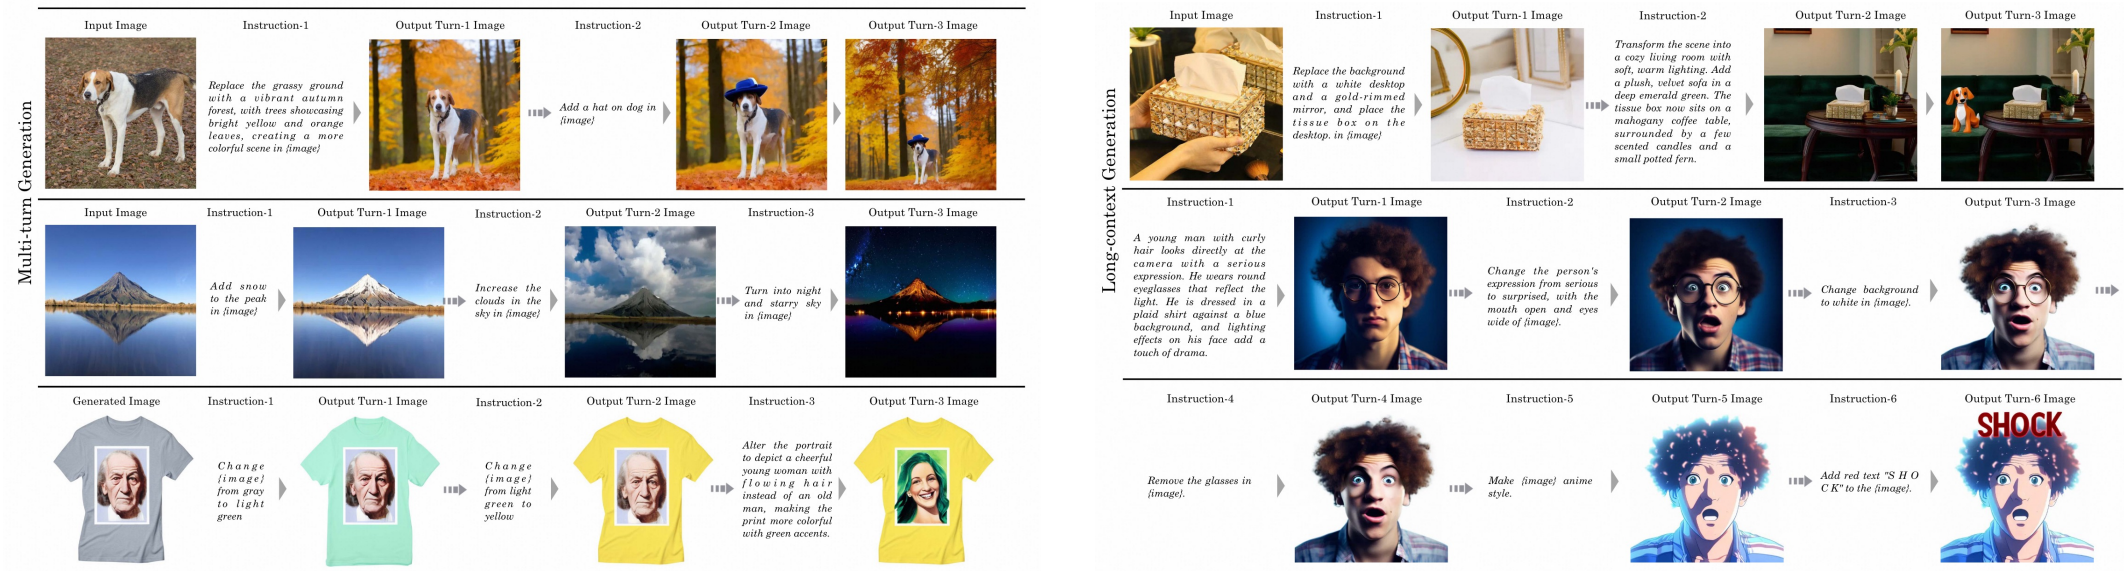 Multi-turn Generation
Input Image
Instruction-1
Output Turn-1 Image
Instruction-2
Output Turn-2 Image
Output Turn-3 Image
Replace the grassy ground
with a vibrant autumn
forest, with trees showcasing
bright yellow and orange
leaves, creating a more
colorful scene in {image}
Add a hat on dog in
{image}
Input Image
Instruction-1
Output Turn-1 Image
Instruction-2
Output Turn-2 Image
Instruction-3
Output Turn-3 Image
Add snow
to the peak
in {image}
Increase the
clouds in the
sky in {image}
Turn into night
and starry sky
in {image}
Generated Image
Instruction-1
Output Turn-1 Image
Instruction-2
Output Turn-2 Image
Instruction-3
Output Turn-3 Image
Change
{image}
from gray
to light
green
Change
{image}
from light
green to
yellow
Alter the portrait
to depict a cheerful
young woman with
flowing hair
instead of an old
man, making the
print more colorful
with green accents.
Long-context Generation
Input Image
Instruction-1
Output Turn-1 Image
Instruction-2
Output Turn-2 Image
Output Turn-3 Image
Replace the background
with a white desktop
and a gold-rimmed
mirror, and place the
tissue box on the
desktop. in {image}
Transform the scene into
a cozy living room with
soft, warm lighting. Add
a plush, velvet sofa in a
deep emerald green. The
tissue box now sits on a
mahogany coffee table,
surrounded by a few
scented candles and a
small potted fern.
Instruction-1
Output Turn-1 Image
Instruction-2
Output Turn-2 Image
Instruction-3
Output Turn-3 Image
A young man with curly
hair looks directly at the
camera with a serious
expression. He wears round
eyeglasses that reflect the
light. He is dressed in a
plaid shirt against a blue
background, and lighting
effects on his face add a
touch of drama.
Change the person's
expression from serious
to surprised, with the
mouth open and eyes
wide of {image}.
Change background
to white in {image}.
Instruction-4
Output Turn-4 Image
Instruction-5
Output Turn-5 Image
Instruction-6
Output Turn-6 Image
Remove the glasses in
{image}.
Make {image} anime
style.
Add red text "S H O
C K" to the {image}.
SHOCK